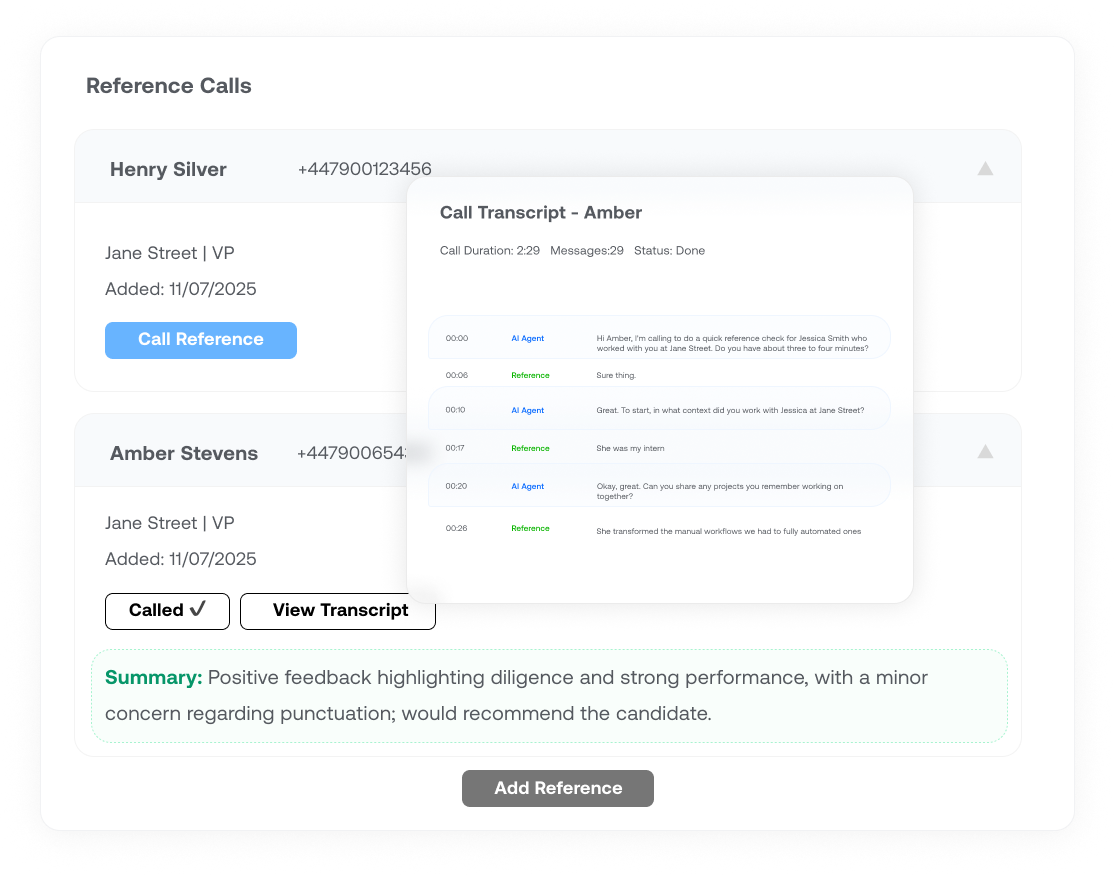 Reference Calls
Henry Silver +447900123456
Jane Street | VP
Added: 11/07/2025
Call Reference
Call Transcript - Amber
Call Duration: 2:29 Messages:29 Status: Done
00:00 AI Agent Hi Amber, I'm calling to do a quick reference check for Jessica Smith who
worked with you at Jane Street. Do you have about three to four minutes?
00:06 Reference Sure thing.
00:10 AI Agent Great. To start, in what context did you work with Jessica at Jane Street?
00:17 Reference She was my intern
00:20 AI Agent Okay, great. Can you share any projects you remember working on
together?
00:26 Reference She transformed the manual workflows we had to fully automated ones
Amber Stevens
Jane Street | VP
Added: 11/07/2025
Called ✓ View Transcript
Summary: Positive feedback highlighting diligence and strong performance, with a minor
concern regarding punctuation; would recommend the candidate.
Add Reference